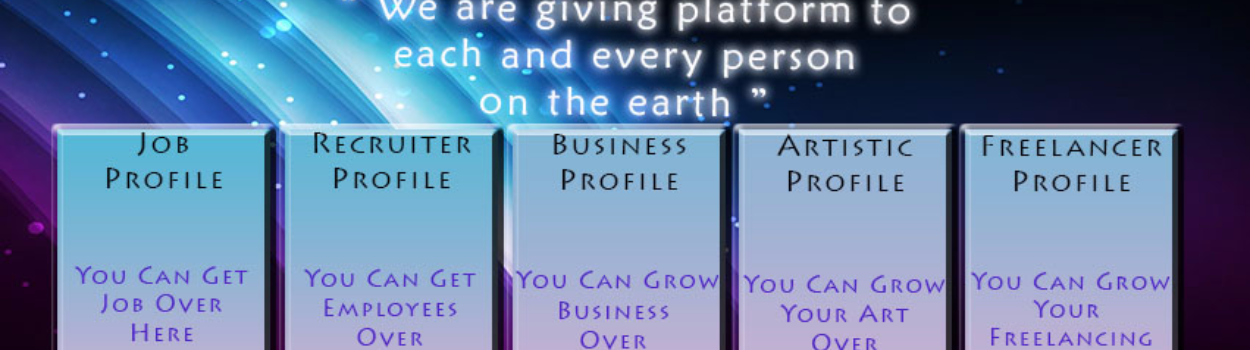 " We are giving platform to
each and every person
on the earth ”
JOB
PROFILE
YOU CAN GET
JOB OVER
HERE
RECRUITER
PROFILE
YOU CAN GET
EMPLOYEES
OVER
BUSINESS
PROFILE
YOU CAN GROW
BUSINESS
OVER
ARTISTIC
PROFILE
YOU CAN GROW
YOUR ART
OVER
FREELANCER
PROFILE
YOU CAN GROW
YOUR
FREELANCING